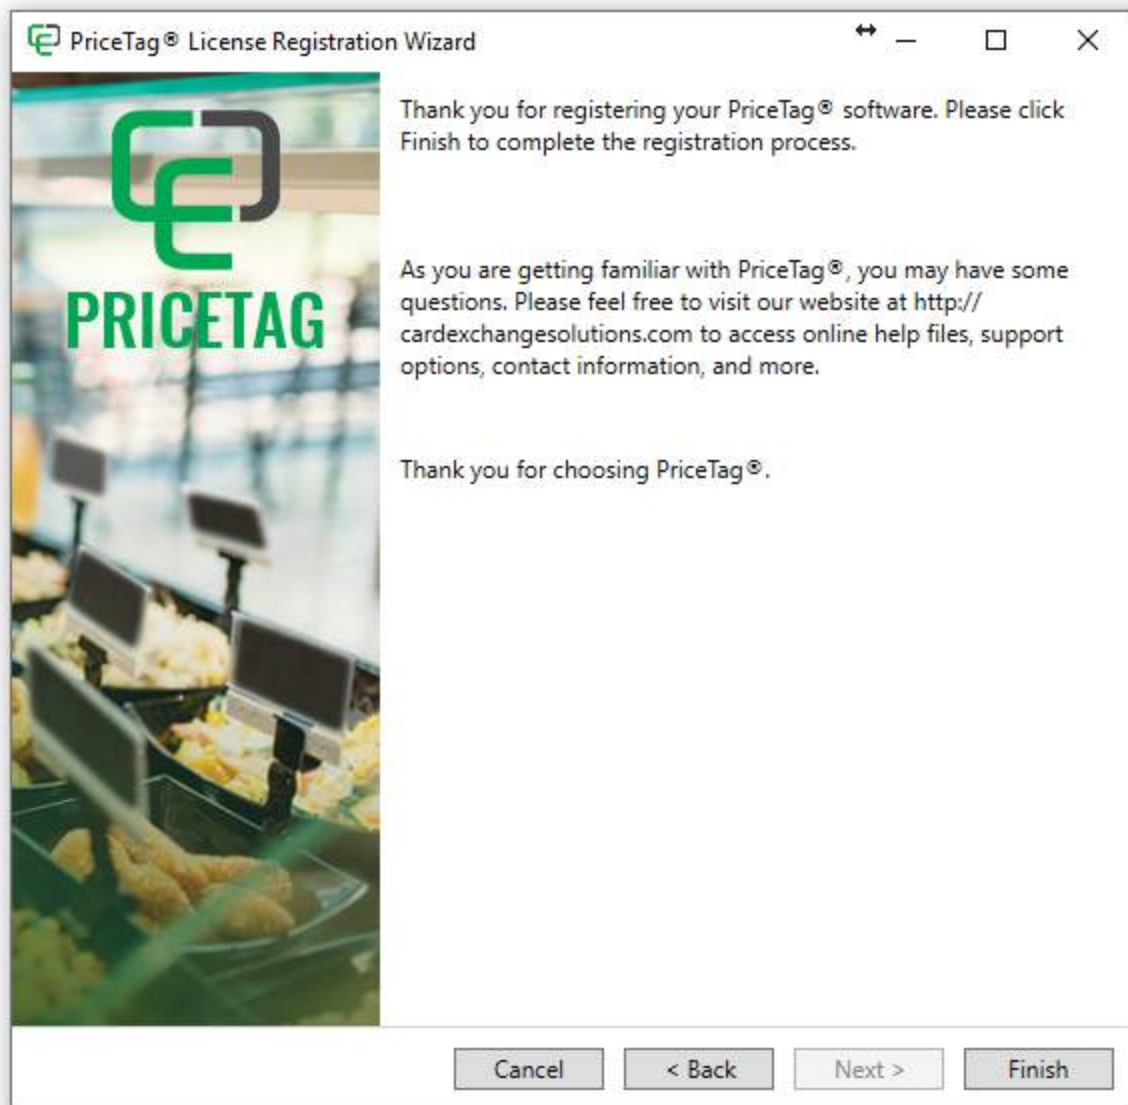 PriceTag® License Registration Wizard
PRICETAG
Thank you for registering your PriceTag® software. Please click
Finish to complete the registration process.
As you are getting familiar with PriceTag®, you may have some
questions. Please feel free to visit our website at http://
cardexchangesolutions.com to access online help files, support
options, contact information, and more.
Thank you for choosing PriceTag®.
Cancel
< Back
Next >
Finish